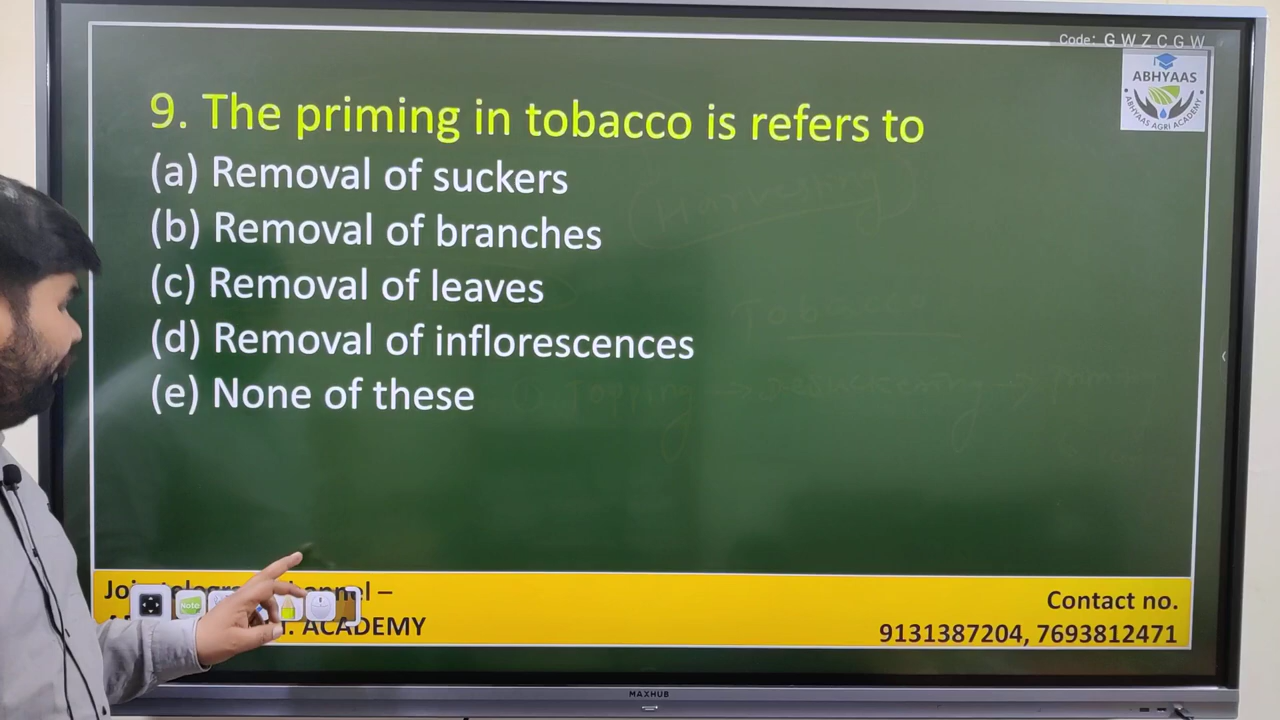 Code: G W Z C G W
ABHYAAS
ABHYAAS AGRI ACADEMY
9. The priming in tobacco is refers to
(a) Removal of suckers
(b) Removal of branches
(c) Removal of leaves
(d) Removal of inflorescences
(e) None of these
Contact no.
ACADEMY
9131387204, 7693812471
Note
MAXHUB